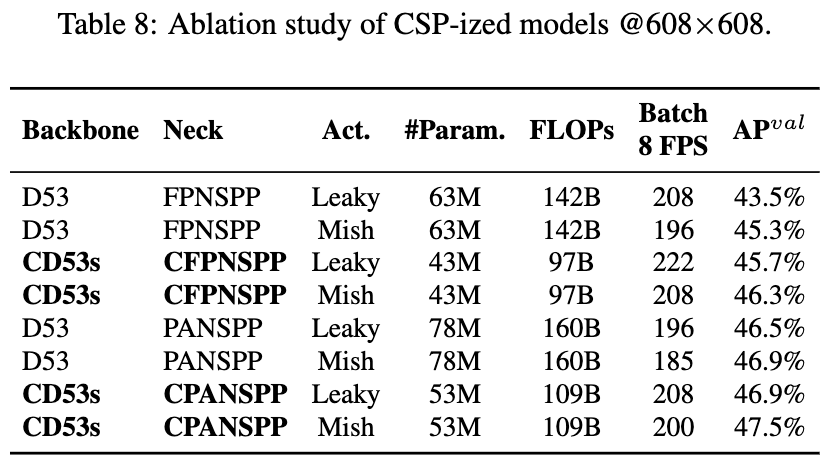 Table 8: Ablation study of CSP-ized models @608×608.
Backbone Neck Act. #Param. FLOPs Batch 8 FPS AP^val
D53 FPNSPP Leaky 63M 142B 208 43.5%
D53 FPNSPP Mish 63M 142B 196 45.3%
CD53s CFPNSPP Leaky 43M 97B 222 45.7%
CD53s CFPNSPP Mish 43M 97B 208 46.3%
D53 PANSPP Leaky 78M 160B 196 46.5%
D53 PANSPP Mish 78M 160B 185 46.9%
CD53s CPANSPP Leaky 53M 109B 208 46.9%
CD53s CPANSPP Mish 53M 109B 200 47.5%